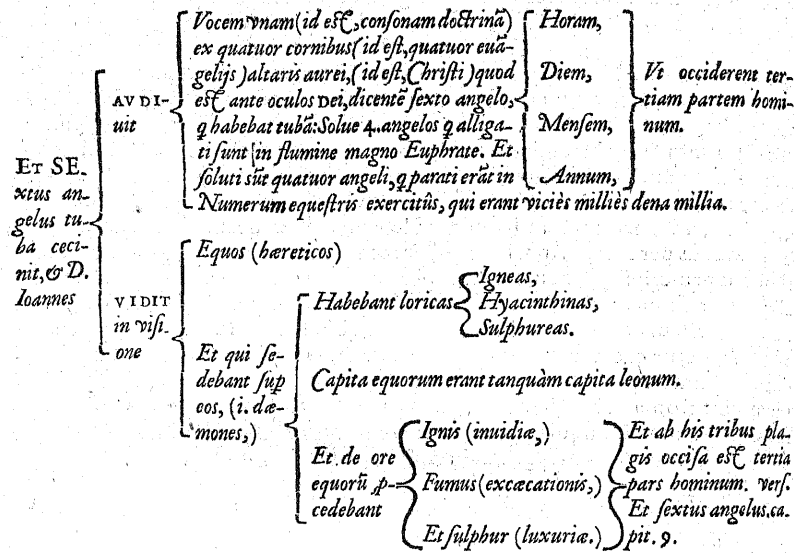 ET SE-
xtus an-
gelus tu-
ba ceci-
nit, & D.
Ioannes
AVDI-
uit
Vocem vnam (id est, consonam doctrinā)
ex quatuor cornibus (id est, quatuor euā-
gelijs) altaris aurei, (id est, Christi) quod
est ante oculos Dei, dicentē sexto angelo,
q habebat tubā: Solue 4. angelos q alliga-
ti sunt in flumine magno Euphrate. Et
soluti sūt quatuor angeli, q parati erāt in
Horam,
Diem,
Mensem,
Annum,
Vt occiderent ter-
tiam partem homi-
num.
Numerum equestris exercitûs, qui erant viciès milliès dena millia.
VIDIT
in visi-
one
Equos (hæreticos)
Et qui se-
debant sup
eos, (i. dæ-
mones,)
Habebant loricas
Igneas,
Hyacinthinas,
Sulphureas.
Capita equorum erant tanquàm capita leonum.
Et de ore
equorū p-
cedebant
Ignis (inuidiæ,)
Fumus (excæcationis,)
Et sulphur (luxuriæ.)
Et ab his tribus pla-
gis occisa est tertia
pars hominum. vers.
Et sextus angelus. ca-
pit. 9.